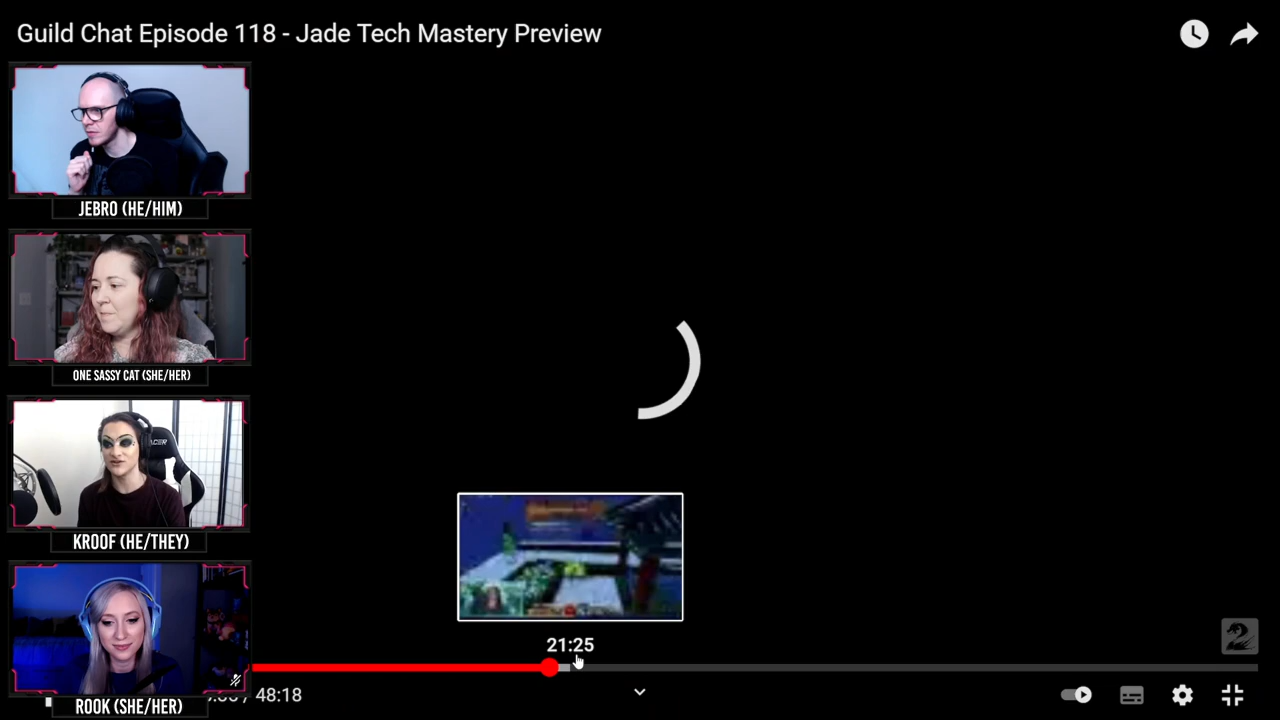 Guild Chat Episode 118 - Jade Tech Mastery Preview
JEBRO (HE/HIM)
ONE SASSY CAT (SHE/HER)
KROOF (HE/THEY)
21:25
/ 48:18
ROOK (SHE/HER)